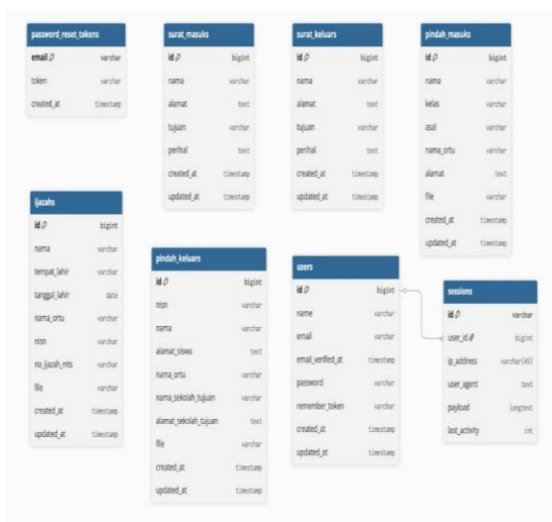 password_reset_tokens
email varchar
token varchar
created_at timestamp
surat_masuks
id bigint
nama varchar
alamat text
tujuan varchar
perihal text
created_at timestamp
updated_at timestamp
surat_keluars
id bigint
nama varchar
alamat text
tujuan varchar
perihal text
created_at timestamp
updated_at timestamp
pindah_masuks
id bigint
nama varchar
kelas varchar
asal varchar
nama_ortu varchar
alamat text
file varchar
created_at timestamp
updated_at timestamp
ijazahs
id bigint
nama varchar
tempat_lahir varchar
tanggal_lahir date
nama_ortu varchar
nisn varchar
no_ijazah_mts varchar
file varchar
created_at timestamp
updated_at timestamp
pindah_keluars
id bigint
nisn varchar
nama varchar
alamat_siswa text
nama_ortu varchar
nama_sekolah_tujuan varchar
alamat_sekolah_tujuan text
file varchar
created_at timestamp
updated_at timestamp
users
id bigint
name varchar
email varchar
email_verified_at timestamp
password varchar
remember_token varchar
created_at timestamp
updated_at timestamp
sessions
id varchar
user_id bigint
ip_address varchar(45)
user_agent text
payload longtext
last_activity int